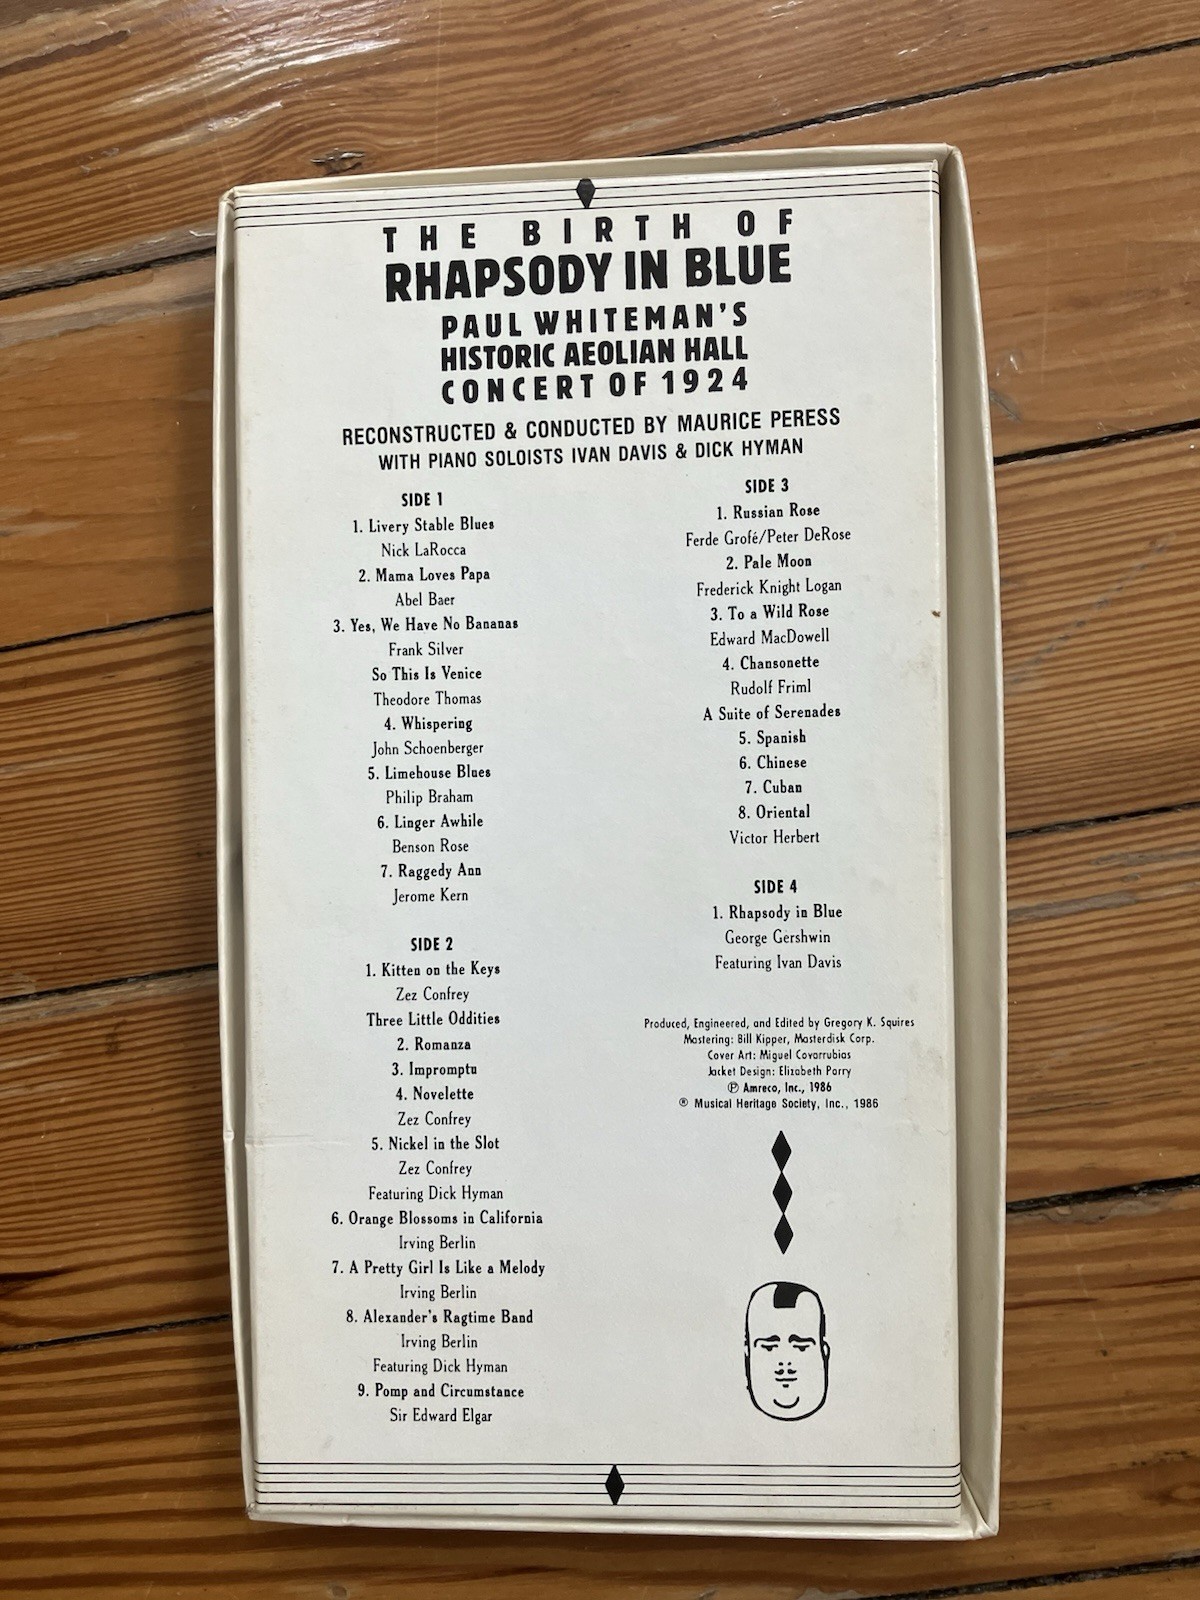 THE BIRTH OF
RHAPSODY IN BLUE
PAUL WHITEMAN'S
HISTORIC AEOLIAN HALL
CONCERT OF 1924
RECONSTRUCTED & CONDUCTED BY MAURICE PERESS
WITH PIANO SOLOISTS IVAN DAVIS & DICK HYMAN
SIDE 1
1. Livery Stable Blues
Nick LaRocca
2. Mama Loves Papa
Abel Baer
3. Yes, We Have No Bananas
Frank Silver
So This Is Venice
Theodore Thomas
4. Whispering
John Schoenberger
5. Limehouse Blues
Philip Braham
6. Linger Awhile
Benson Rose
7. Raggedy Ann
Jerome Kern
SIDE 2
1. Kitten on the Keys
Zez Confrey
Three Little Oddities
2. Romanza
3. Impromptu
4. Novelette
Zez Confrey
5. Nickel in the Slot
Zez Confrey
Featuring Dick Hyman
6. Orange Blossoms in California
Irving Berlin
7. A Pretty Girl Is Like a Melody
Irving Berlin
8. Alexander's Ragtime Band
Irving Berlin
Featuring Dick Hyman
9. Pomp and Circumstance
Sir Edward Elgar
SIDE 3
1. Russian Rose
Ferde Grofé/Peter DeRose
2. Pale Moon
Frederick Knight Logan
3. To a Wild Rose
Edward MacDowell
4. Chansonette
Rudolf Friml
A Suite of Serenades
5. Spanish
6. Chinese
7. Cuban
8. Oriental
Victor Herbert
SIDE 4
1. Rhapsody in Blue
George Gershwin
Featuring Ivan Davis
Produced, Engineered, and Edited by Gregory K. Squires
Mastering: Bill Kipper, Masterdisk Corp.
Cover Art: Miguel Covarrubias
Jacket Design: Elizabeth Parry
℗ Amreco, Inc., 1986
® Musical Heritage Society, Inc., 1986